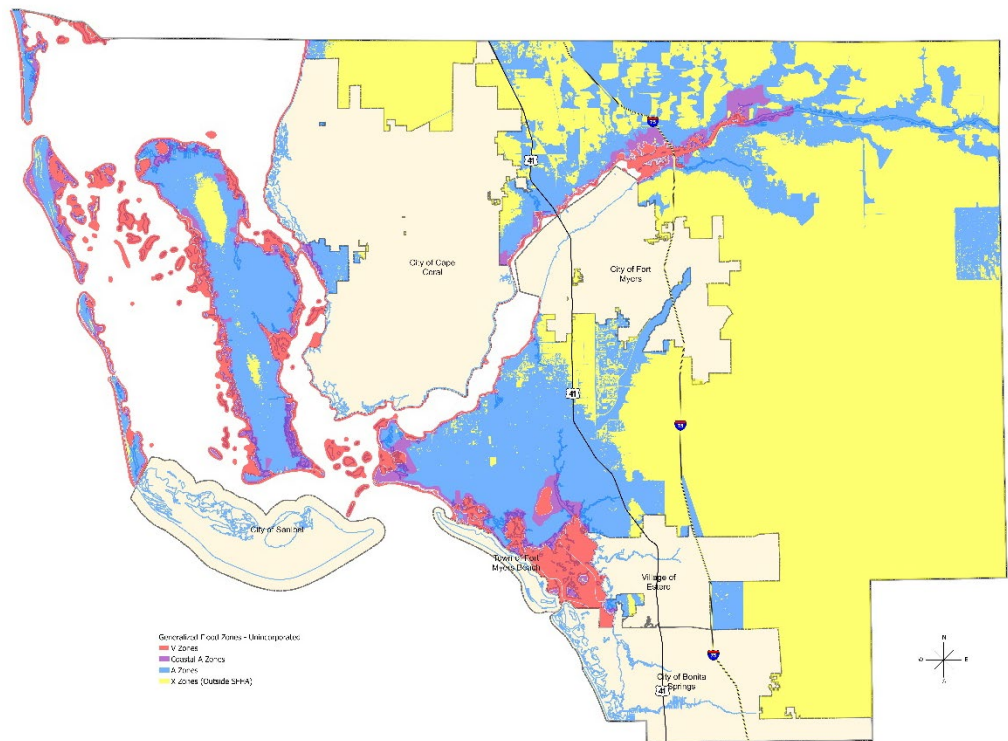 75
41
City of Cape
Coral
City of Fort
Myers
41
75
City of Sanibel
Town of Fort
Myers Beach
Village of
Estero
75
City of Bonita
Springs
41
N
E
Generalized Flood Zones - Unincorporated
V Zones
Coastal A Zones
A Zones
X Zones (Outside SFHA)